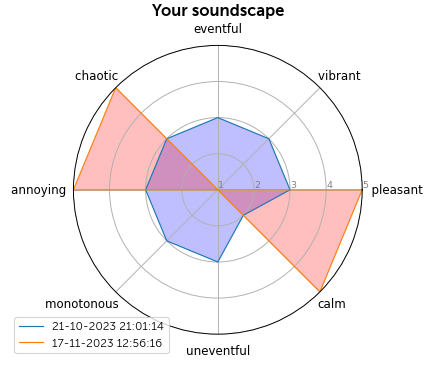 Your soundscape
eventful
chaotic
vibrant
annoying
1 2 3 4 5
pleasant
monotonous
calm
21-10-2023 21:01:14
17-11-2023 12:56:16
uneventful